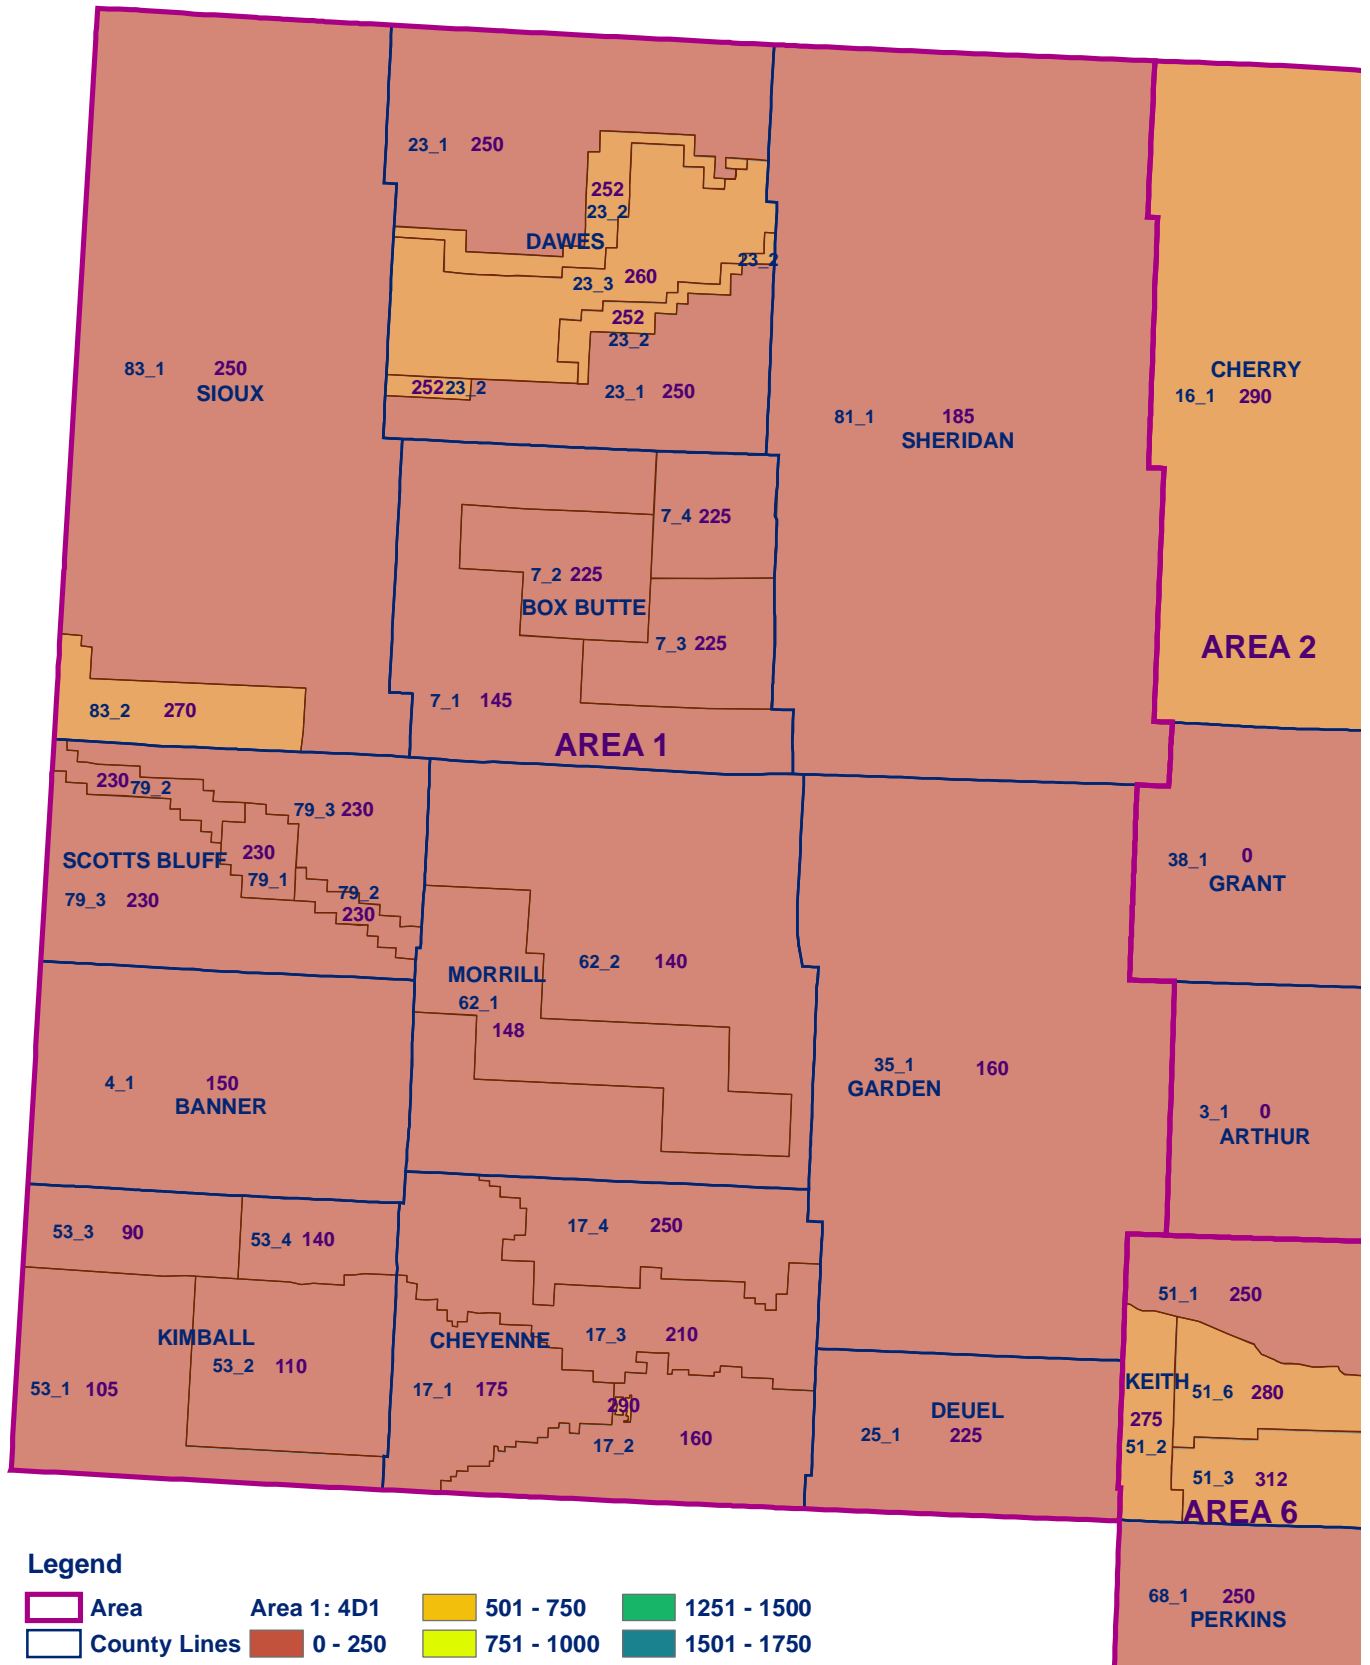 23_1 250
252
23_2
DAWES
23_2
23_3 260
252
23_2
83_1 250
SIOUX
252 23_2
23_1 250
CHERRY
16_1 290
81_1 185
SHERIDAN
7_4 225
7_2 225
BOX BUTTE
7_3 225
AREA 2
83_2 270
7_1 145
AREA 1
230 79_2
79_3 230
SCOTTS BLUFF
230
79_1
79_2
230
79_3 230
38_1 0
GRANT
62_2 140
MORRILL
62_1
148
4_1 150
BANNER
35_1 160
GARDEN
3_1 0
ARTHUR
53_3 90
53_4 140
17_4 250
51_1 250
KIMBALL
53_2 110
53_1 105
CHEYENNE
17_3 210
17_1 175
290
17_2 160
DEUEL
25_1 225
KEITH
51_6 280
275
51_2
51_3 312
AREA 6
68_1 250
PERKINS
Legend
Area
County Lines
Area 1: 4D1
0 - 250
501 - 750
751 - 1000
1251 - 1500
1501 - 1750